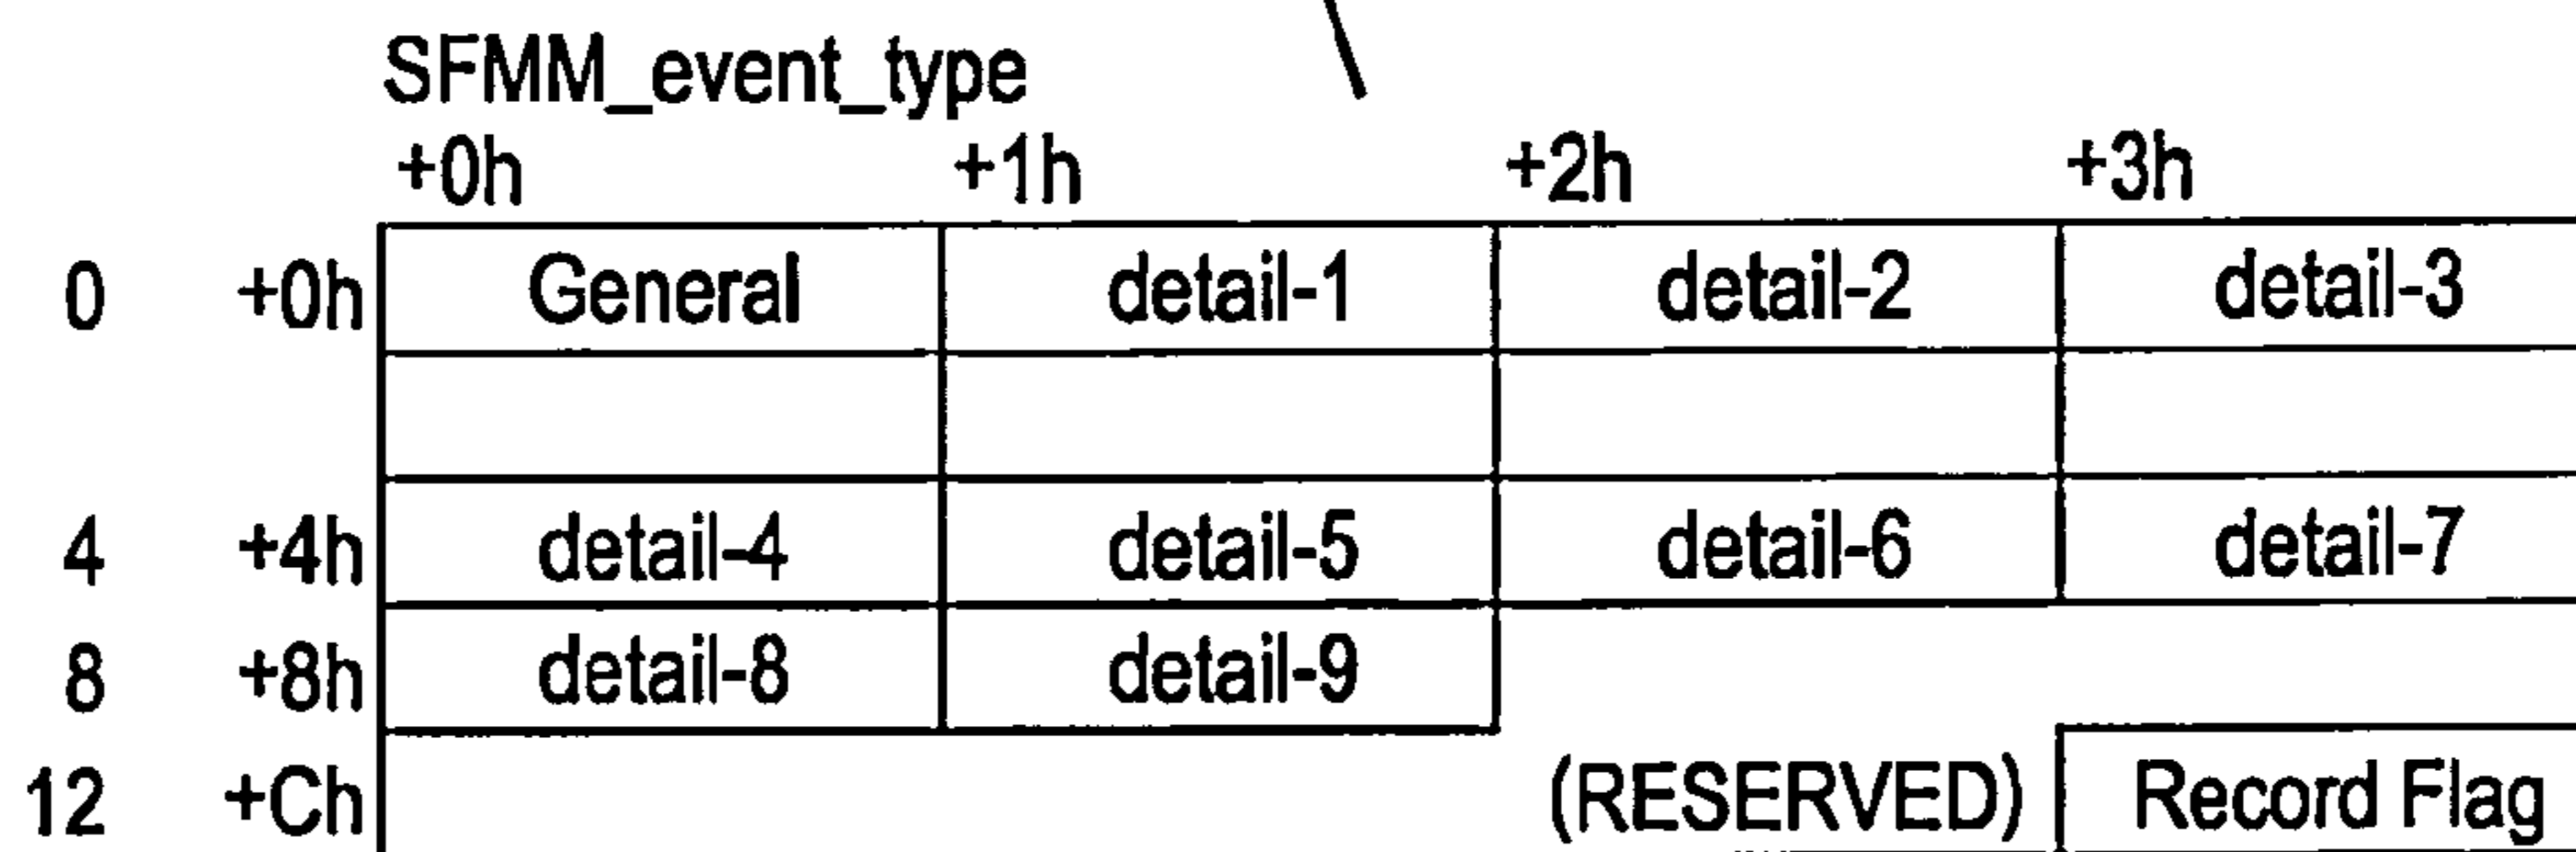 SFMM_event_type
+0h +1h +2h +3h
0 +0h General detail-1 detail-2 detail-3
4 +4h detail-4 detail-5 detail-6 detail-7
8 +8h detail-8 detail-9
12 +Ch (RESERVED) Record Flag